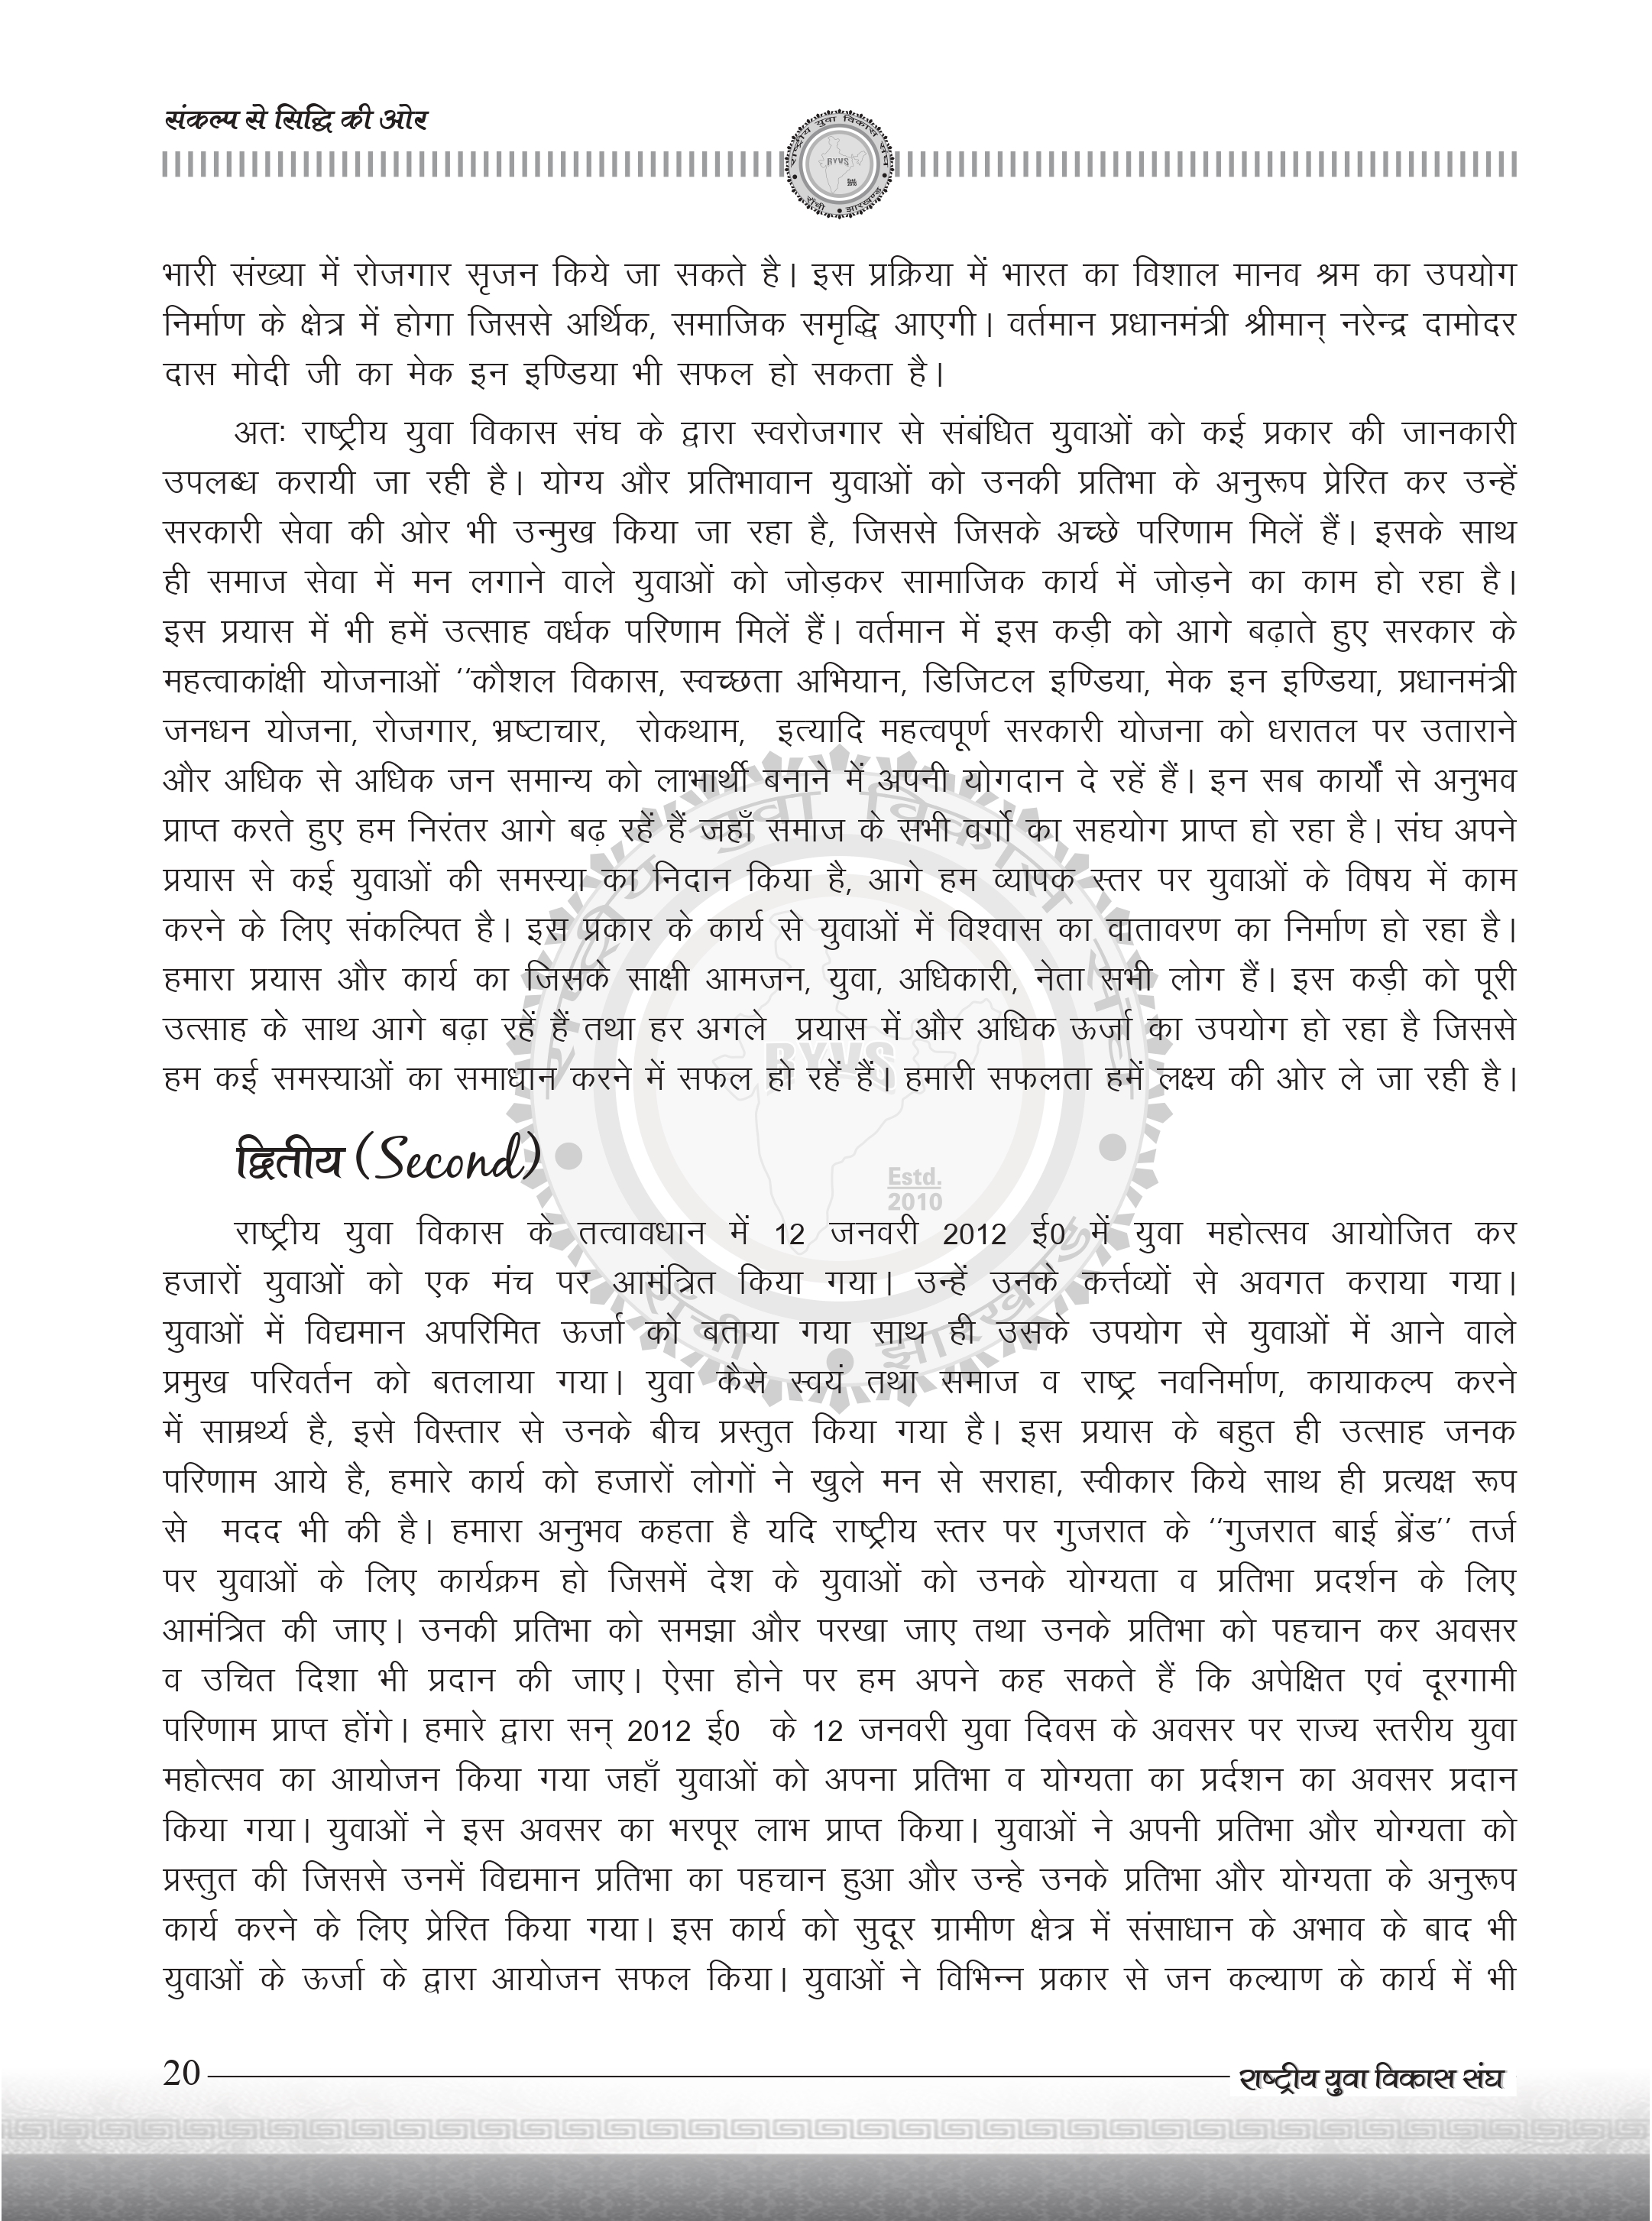 संकल्प से सिद्धि की ओर
राष्ट्रीय युवा विकास संघ
RYVS
राँची • झारखण्ड
भारी संख्या में रोजगार सृजन किये जा सकते है। इस प्रक्रिया में भारत का विशाल मानव श्रम का उपयोग
निर्माण के क्षेत्र में होगा जिससे अर्थिक, समाजिक समृद्धि आएगी। वर्तमान प्रधानमंत्री श्रीमान् नरेन्द्र दामोदर
दास मोदी जी का मेक इन इण्डिया भी सफल हो सकता है।
अतः राष्ट्रीय युवा विकास संघ के द्वारा स्वरोजगार से संबंधित युवाओं को कई प्रकार की जानकारी
उपलब्ध करायी जा रही है। योग्य और प्रतिभावान युवाओं को उनकी प्रतिभा के अनुरूप प्रेरित कर उन्हें
सरकारी सेवा की ओर भी उन्मुख किया जा रहा है, जिससे जिसके अच्छे परिणाम मिलें हैं। इसके साथ
ही समाज सेवा में मन लगाने वाले युवाओं को जोड़कर सामाजिक कार्य में जोड़ने का काम हो रहा है।
इस प्रयास में भी हमें उत्साह वर्धक परिणाम मिलें हैं। वर्तमान में इस कड़ी को आगे बढ़ाते हुए सरकार के
महत्वाकांक्षी योजनाओं ‘‘कौशल विकास, स्वच्छता अभियान, डिजिटल इण्डिया, मेक इन इण्डिया, प्रधानमंत्री
जनधन योजना, रोजगार, भ्रष्टाचार, रोकथाम, इत्यादि महत्वपूर्ण सरकारी योजना को धरातल पर उताराने
और अधिक से अधिक जन समान्य को लाभार्थी बनाने में अपनी योगदान दे रहें हैं। इन सब कार्यों से अनुभव
प्राप्त करते हुए हम निरंतर आगे बढ़ रहें हैं जहाँ समाज के सभी वर्गों का सहयोग प्राप्त हो रहा है। संघ अपने
प्रयास से कई युवाओं की समस्या का निदान किया है, आगे हम व्यापक स्तर पर युवाओं के विषय में काम
करने के लिए संकल्पित है। इस प्रकार के कार्य से युवाओं में विश्वास का वातावरण का निर्माण हो रहा है।
हमारा प्रयास और कार्य का जिसके साक्षी आमजन, युवा, अधिकारी, नेता सभी लोग हैं। इस कड़ी को पूरी
उत्साह के साथ आगे बढ़ा रहें हैं तथा हर अगले प्रयास में और अधिक ऊर्जा का उपयोग हो रहा है जिससे
हम कई समस्याओं का समाधान करने में सफल हो रहें हैं। हमारी सफलता हमें लक्ष्य की ओर ले जा रही है।
राष्ट्रीय युवा विकास संघ
RYVS
Estd.
2010
राँची • झारखण्ड
द्वितीय (Second)
राष्ट्रीय युवा विकास के तत्वावधान में 12 जनवरी 2012 ई0 में युवा महोत्सव आयोजित कर
हजारों युवाओं को एक मंच पर आमंत्रित किया गया। उन्हें उनके कर्त्तव्यों से अवगत कराया गया।
युवाओं में विद्यमान अपरिमित ऊर्जा को बताया गया साथ ही उसके उपयोग से युवाओं में आने वाले
प्रमुख परिवर्तन को बतलाया गया। युवा कैसे स्वयं तथा समाज व राष्ट्र नवनिर्माण, कायाकल्प करने
में साम्रर्थ्य है, इसे विस्तार से उनके बीच प्रस्तुत किया गया है। इस प्रयास के बहुत ही उत्साह जनक
परिणाम आये है, हमारे कार्य को हजारों लोगों ने खुले मन से सराहा, स्वीकार किये साथ ही प्रत्यक्ष रूप
से मदद भी की है। हमारा अनुभव कहता है यदि राष्ट्रीय स्तर पर गुजरात के ‘‘गुजरात बाई ब्रेंड’’ तर्ज
पर युवाओं के लिए कार्यक्रम हो जिसमें देश के युवाओं को उनके योग्यता व प्रतिभा प्रदर्शन के लिए
आमंत्रित की जाए। उनकी प्रतिभा को समझा और परखा जाए तथा उनके प्रतिभा को पहचान कर अवसर
व उचित दिशा भी प्रदान की जाए। ऐसा होने पर हम अपने कह सकते हैं कि अपेक्षित एवं दूरगामी
परिणाम प्राप्त होंगे। हमारे द्वारा सन् 2012 ई0 के 12 जनवरी युवा दिवस के अवसर पर राज्य स्तरीय युवा
महोत्सव का आयोजन किया गया जहाँ युवाओं को अपना प्रतिभा व योग्यता का प्रर्दशन का अवसर प्रदान
किया गया। युवाओं ने इस अवसर का भरपूर लाभ प्राप्त किया। युवाओं ने अपनी प्रतिभा और योग्यता को
प्रस्तुत की जिससे उनमें विद्यमान प्रतिभा का पहचान हुआ और उन्हे उनके प्रतिभा और योग्यता के अनुरूप
कार्य करने के लिए प्रेरित किया गया। इस कार्य को सुदूर ग्रामीण क्षेत्र में संसाधान के अभाव के बाद भी
युवाओं के ऊर्जा के द्वारा आयोजन सफल किया। युवाओं ने विभिन्न प्रकार से जन कल्याण के कार्य में भी
20
राष्ट्रीय युवा विकास संघ